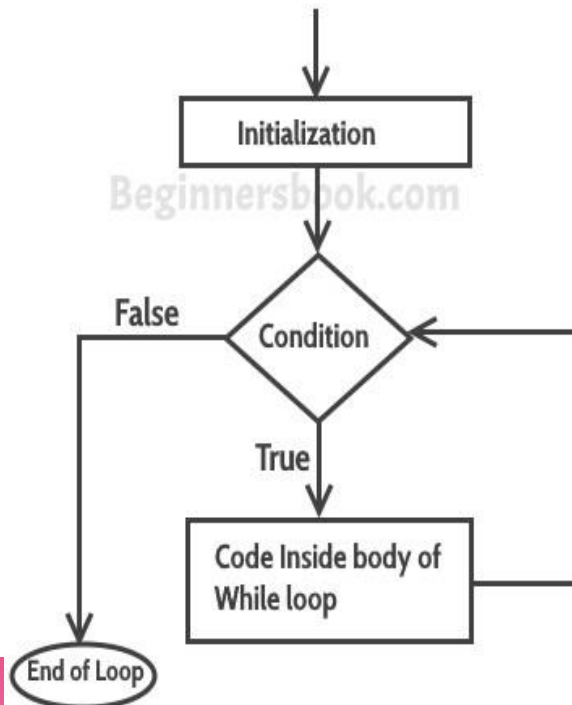 Initialization
Beginnersbook.com
False
Condition
True
Code Inside body of
While loop
End of Loop